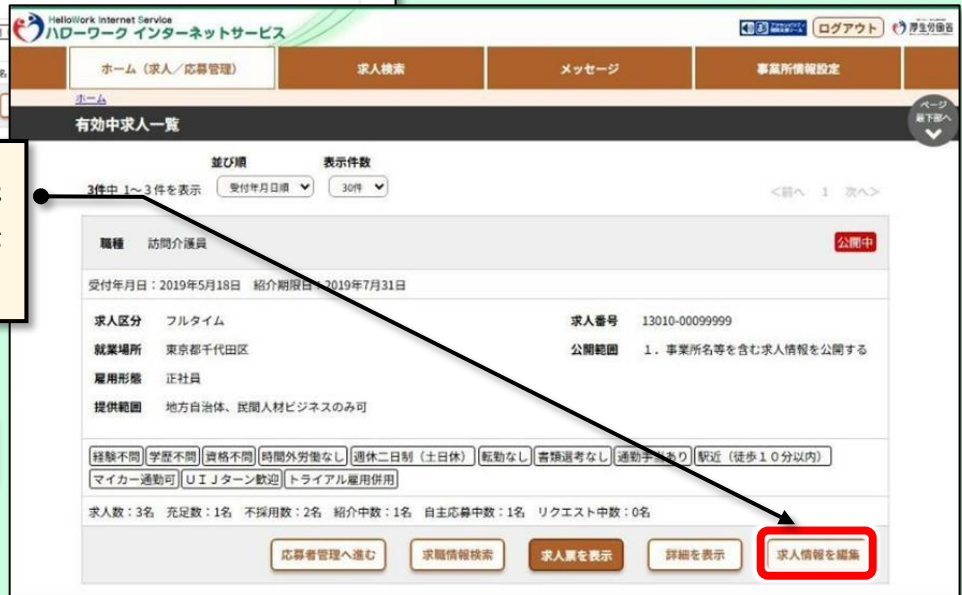 HelloWork Internet Service
ハローワーク インターネットサービス
ログアウト
厚生労働省
ホーム（求人／応募管理）
求人検索
メッセージ
事業所情報設定
ホーム
ページ
最下部へ
有効中求人一覧
並び順 表示件数
3件中 1～3 件を表示 受付年月日順 30件
<前へ 1 次へ>
職種 訪問介護員
公開中
受付年月日：2019年5月18日 紹介期限日：2019年7月31日
求人区分 フルタイム
求人番号 13010-00099999
就業場所 東京都千代田区
公開範囲 1．事業所名等を含む求人情報を公開する
雇用形態 正社員
提供範囲 地方自治体、民間人材ビジネスのみ可
経験不問 学歴不問 資格不問 時間外労働なし 週休二日制（土日休） 転勤なし 書類選考なし 通勤手当あり 駅近（徒歩１０分以内）
マイカー通勤可 ＵＩＪターン歓迎 トライアル雇用併用
求人数：3名 充足数：1名 不採用数：2名 紹介中数：1名 自主応募中数：1名 リクエスト中数：0名
応募者管理へ進む
求職情報検索
求人票を表示
詳細を表示
求人情報を編集